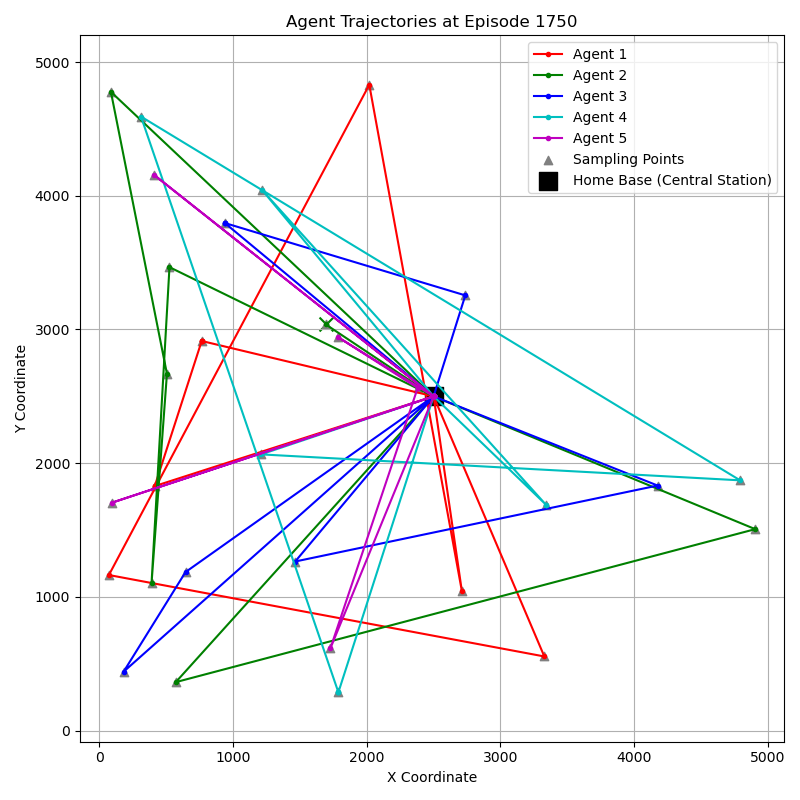 Agent Trajectories at Episode 1750
Agent 1
Agent 2
Agent 3
Agent 4
Agent 5
Sampling Points
Home Base (Central Station)
Y Coordinate
5000
4000
3000
2000
1000
0
0 1000 2000 3000 4000 5000
X Coordinate